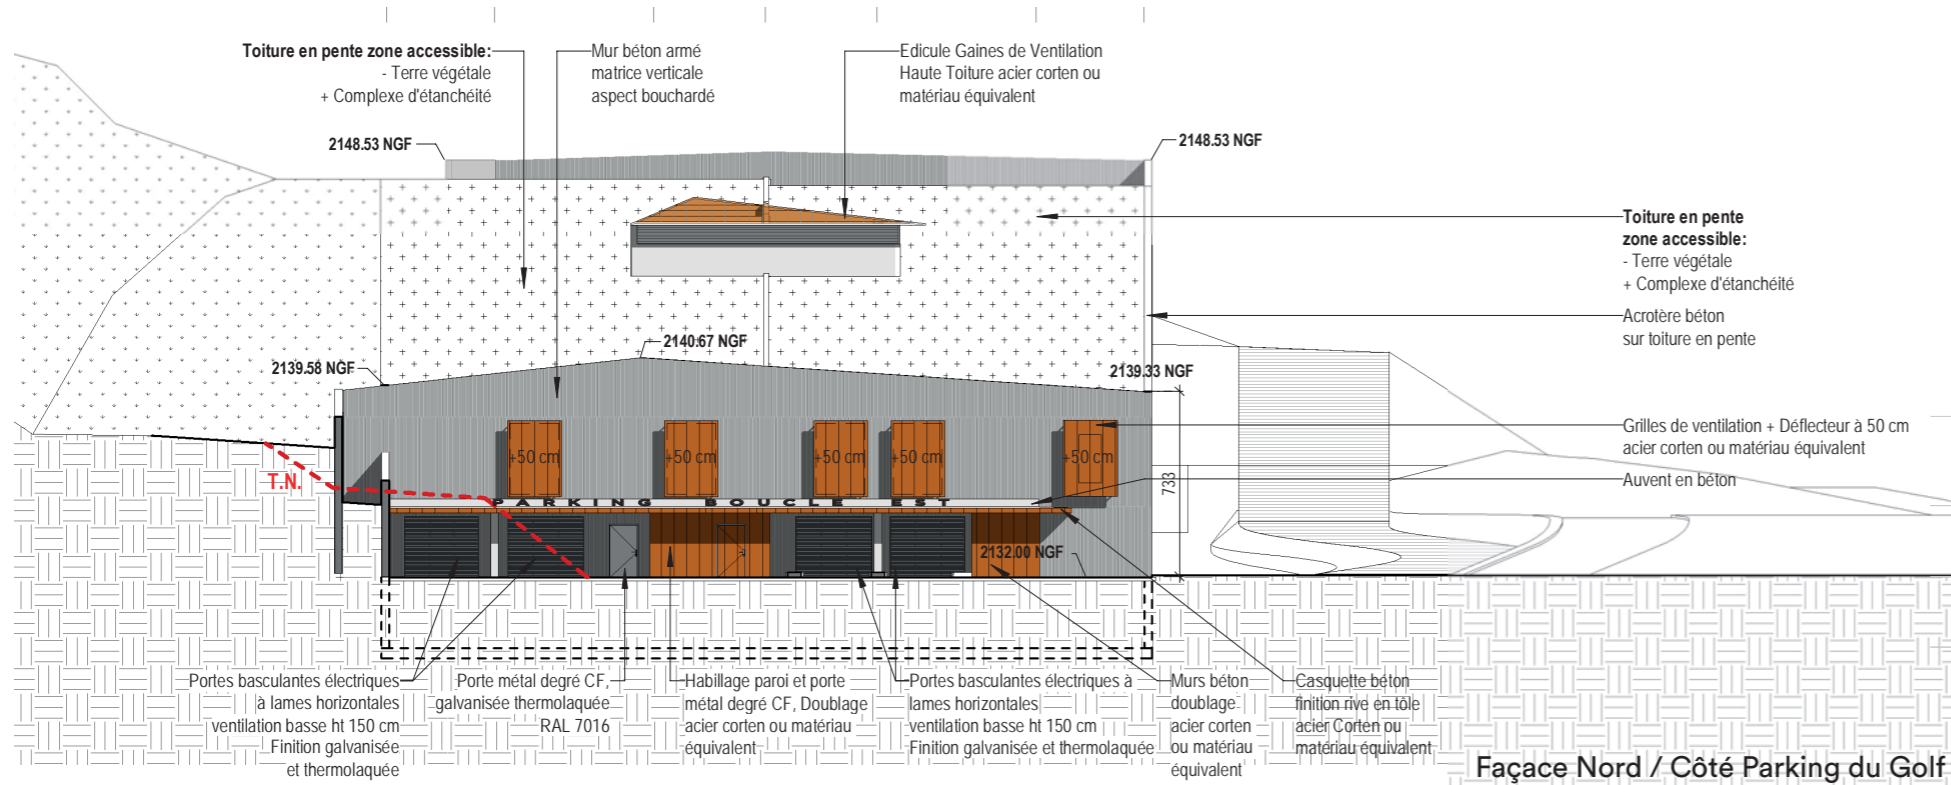 Toiture en pente zone accessible:
- Terre végétale
+ Complexe d'étanchéité
Mur béton armé
matrice verticale
aspect bouchardé
Edicule Gaines de Ventilation
Haute Toiture acier corten ou
matériau équivalent
2148.53 NGF
2148.53 NGF
Toiture en pente
zone accessible:
- Terre végétale
+ Complexe d'étanchéité
Acrotère béton
sur toiture en pente
2140.67 NGF
2139.58 NGF
2139.33 NGF
Grilles de ventilation + Déflecteur à 50 cm
acier corten ou matériau équivalent
+50 cm
+50 cm
+50 cm
+50 cm
+50 cm
T.N.
733
Auvent en béton
PARKING BOUCLE EST
2132.00 NGF
Portes basculantes électriques
à lames horizontales
ventilation basse ht 150 cm
Finition galvanisée
et thermolaquée
Porte métal degré CF,
galvanisée thermolaquée
RAL 7016
Habillage paroi et porte
métal degré CF, Doublage
acier corten ou matériau
équivalent
Portes basculantes électriques à
lames horizontales
ventilation basse ht 150 cm
Finition galvanisée et thermolaquée
Murs béton
doublage
acier corten
ou matériau
équivalent
Casquette béton
finition rive en tôle
acier Corten ou
matériau équivalent
Façace Nord / Côté Parking du Golf